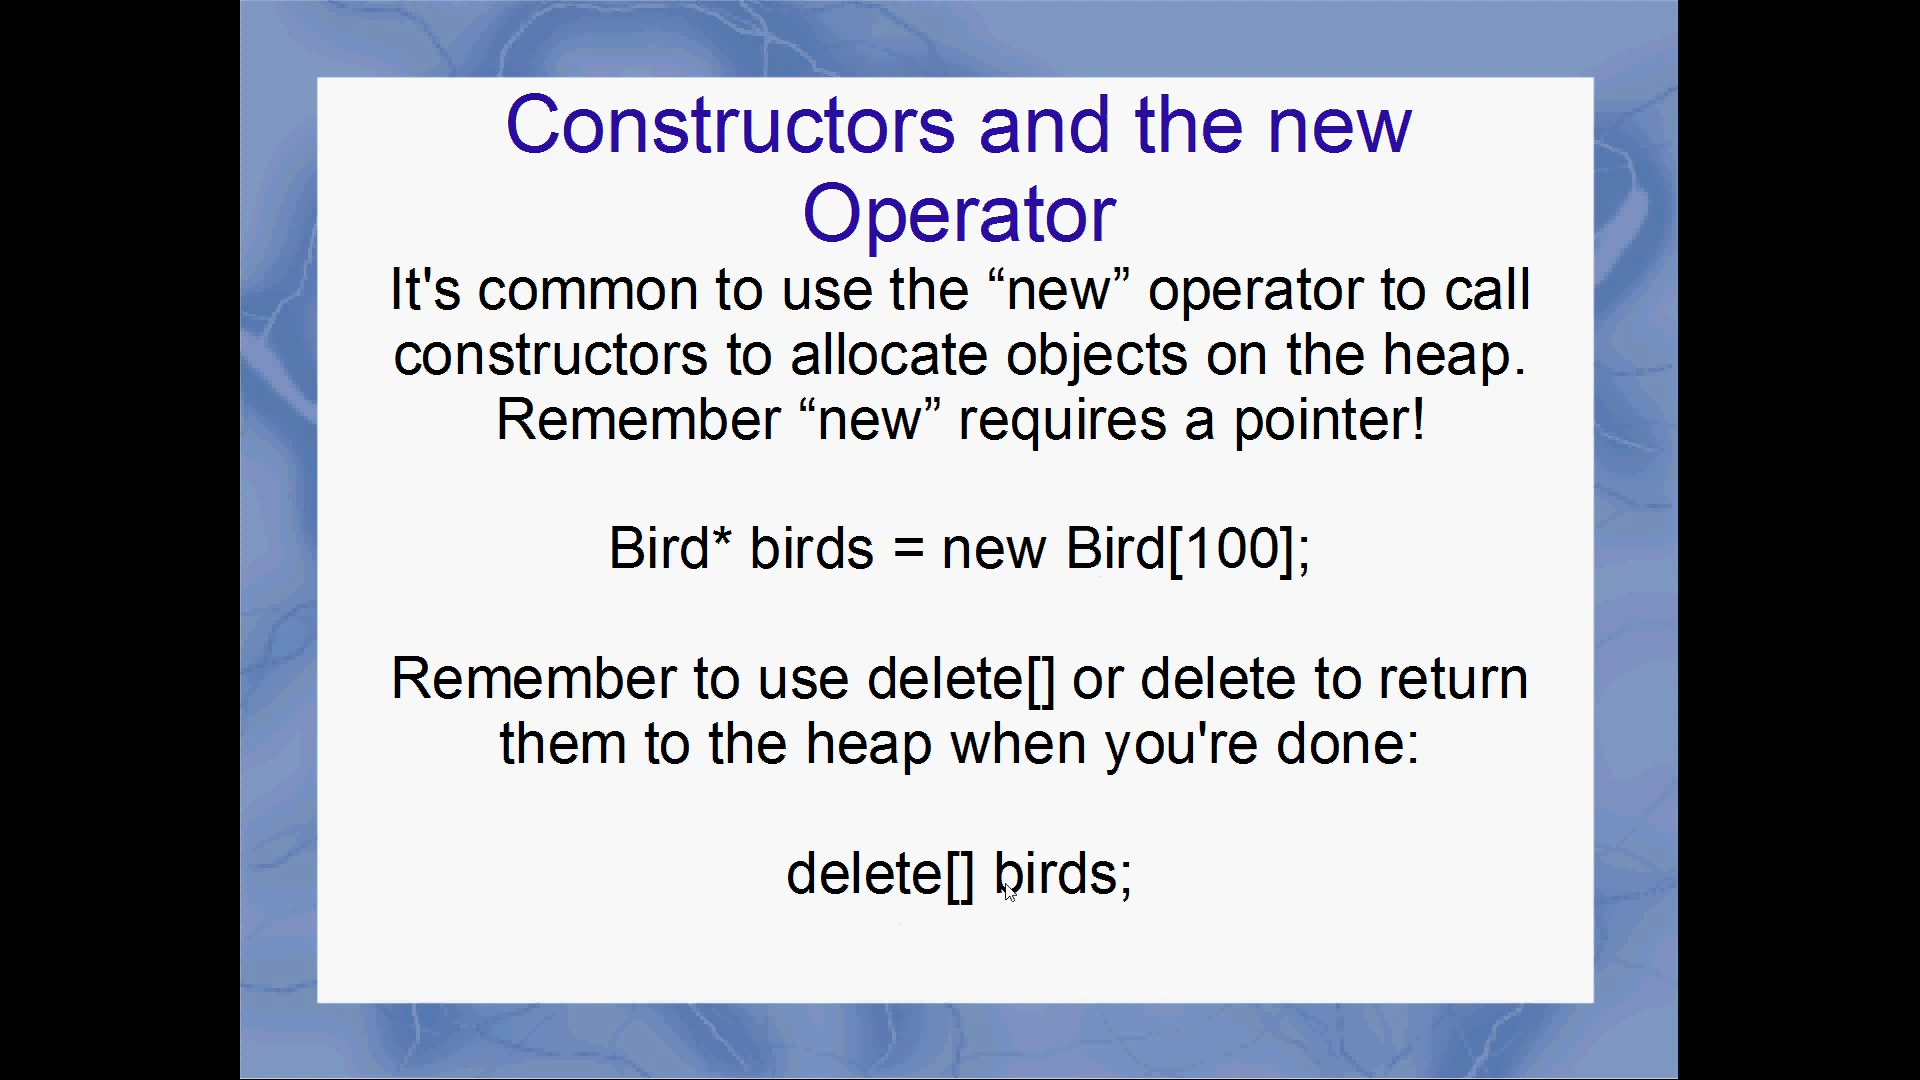 Constructors and the new
Operator
It's common to use the “new” operator to call
constructors to allocate objects on the heap.
Remember “new” requires a pointer!
Bird* birds = new Bird[100];
Remember to use delete[] or delete to return
them to the heap when you're done:
delete[] birds;